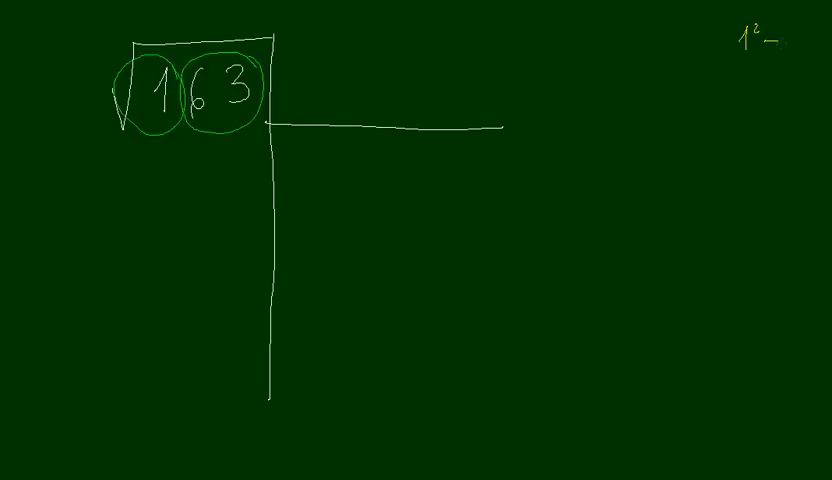 √163
1² –